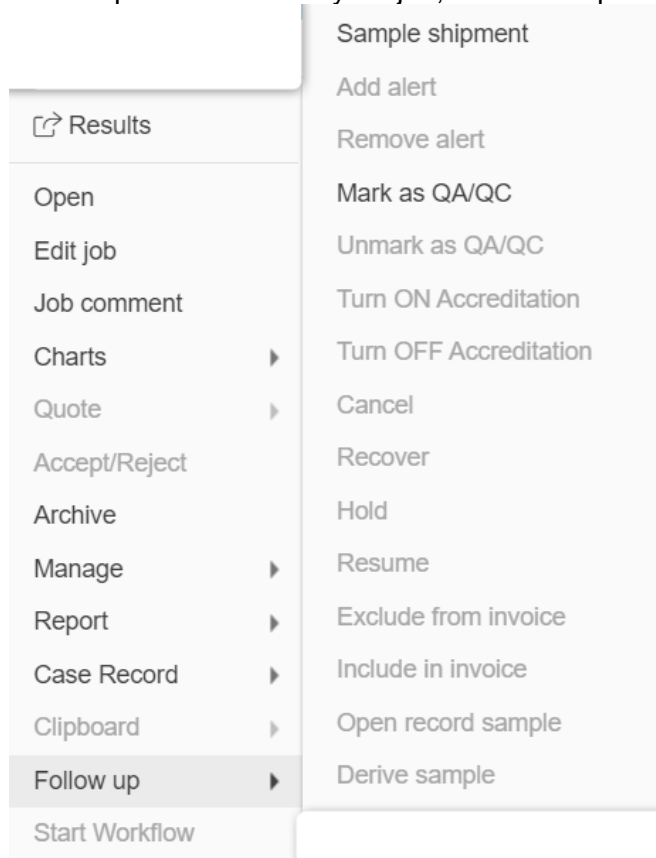 Results
Open
Edit job
Job comment
Charts
Quote
Accept/Reject
Archive
Manage
Report
Case Record
Clipboard
Follow up
Start Workflow
Sample shipment
Add alert
Remove alert
Mark as QA/QC
Unmark as QA/QC
Turn ON Accreditation
Turn OFF Accreditation
Cancel
Recover
Hold
Resume
Exclude from invoice
Include in invoice
Open record sample
Derive sample